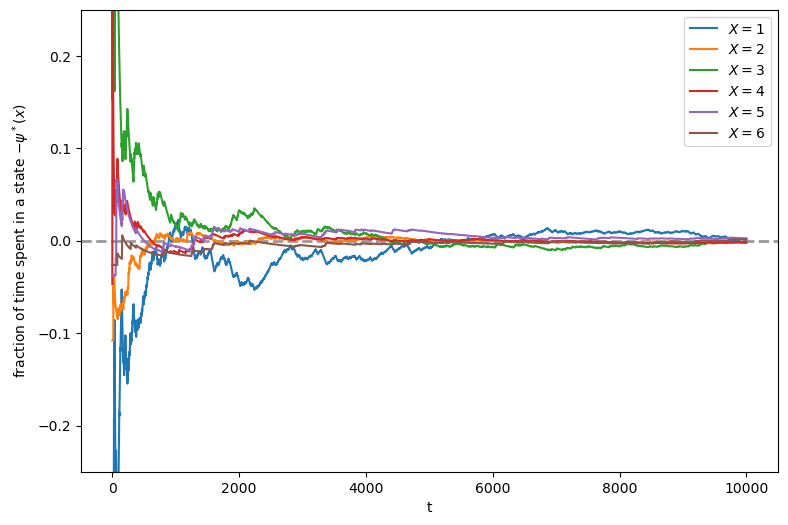 0.2
0.1
0.0
−0.1
−0.2
fraction of time spent in a state −ψ*(x)
0
2000
4000
6000
8000
10000
t
X = 1
X = 2
X = 3
X = 4
X = 5
X = 6